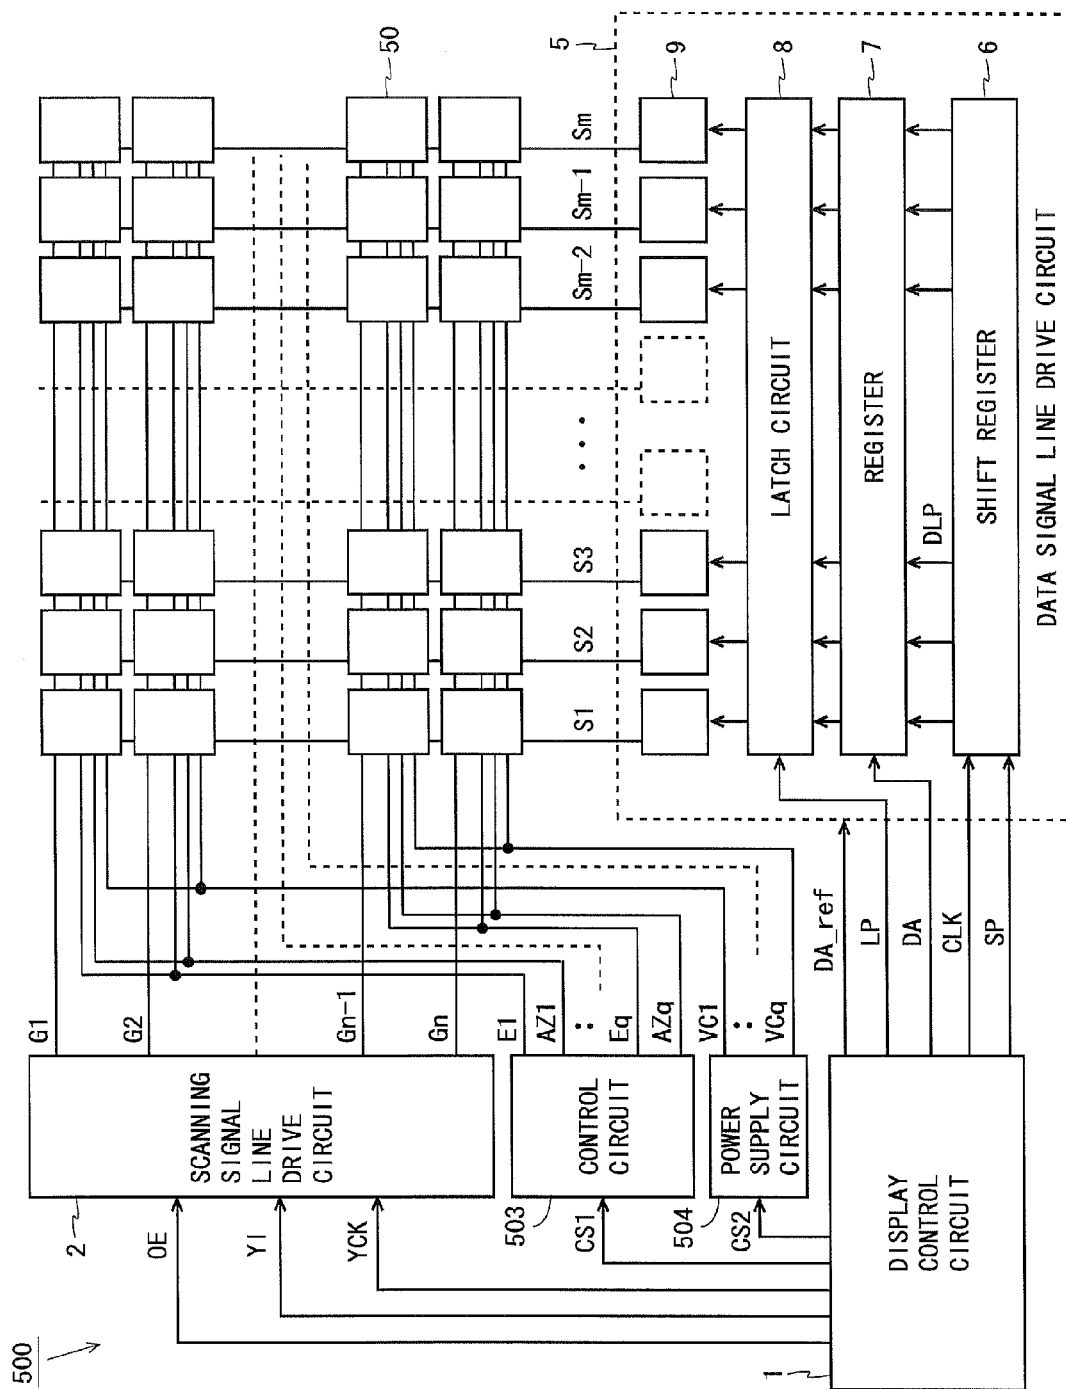 500
1
DISPLAY
CONTROL
CIRCUIT
OE
YI
YCK
CS1
CS2
2
SCANNING
SIGNAL
LINE
DRIVE
CIRCUIT
503
CONTROL
CIRCUIT
504
POWER
SUPPLY
CIRCUIT
G1
G2
Gn-1
Gn
E1
AZ1
:
Eq
AZq
VC1
:
VCq
DA_ref
LP
DA
CLK
SP
S1
S2
S3
...
Sm-2
Sm-1
Sm
50
5
9
LATCH CIRCUIT
8
REGISTER
7
DLP
SHIFT REGISTER
6
DATA SIGNAL LINE DRIVE CIRCUIT